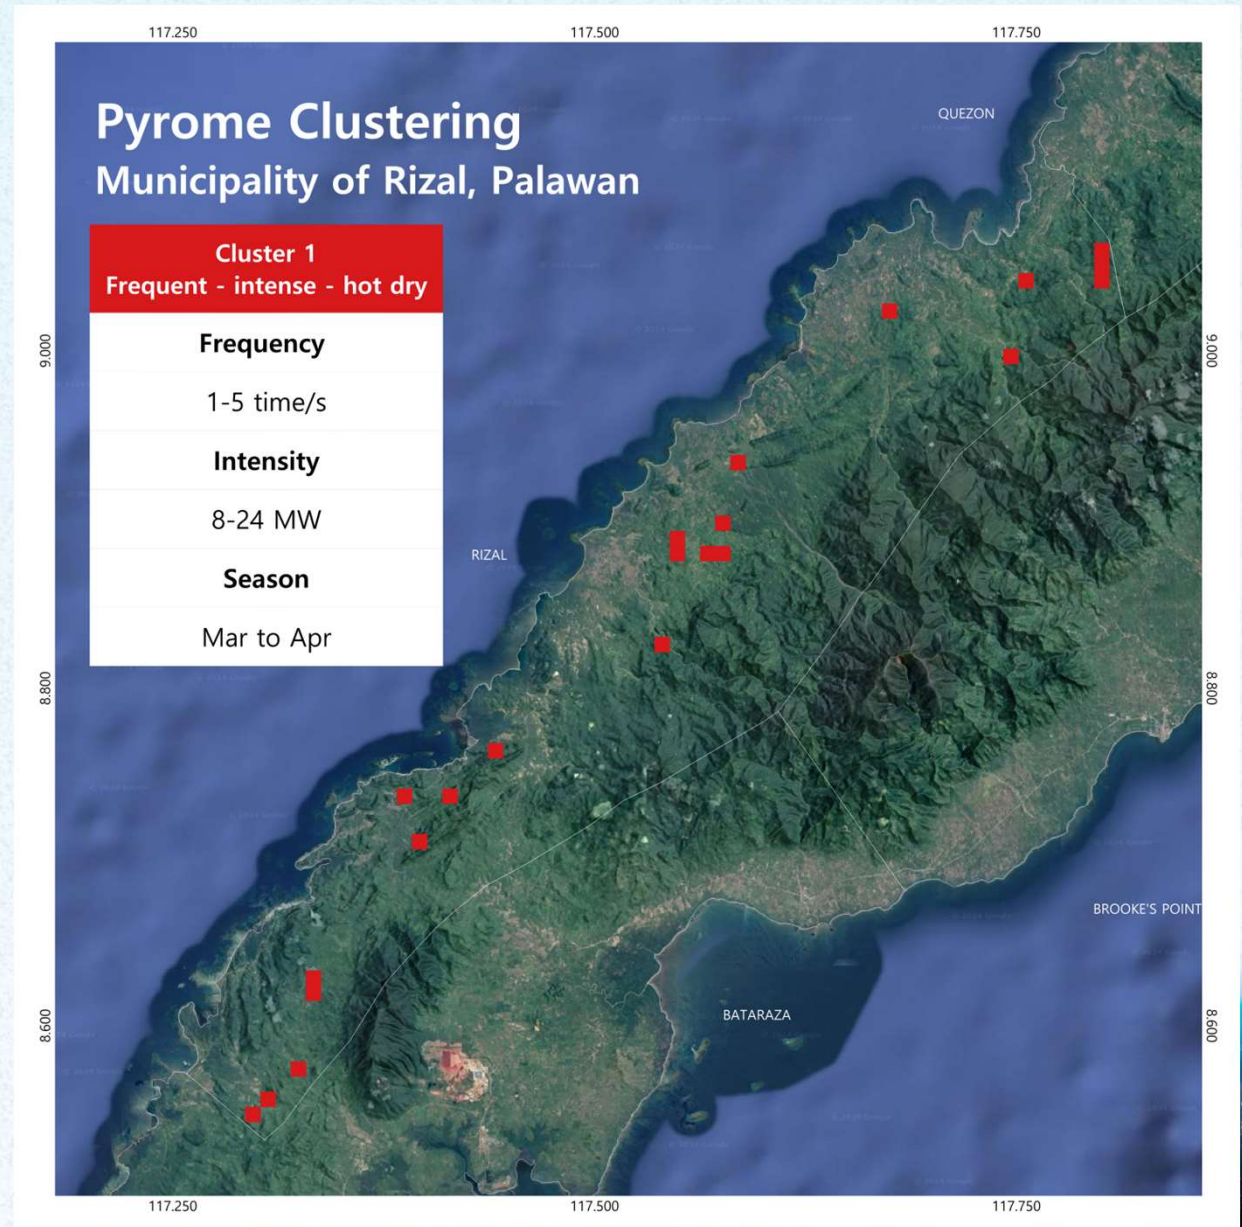 117.250
117.500
117.750
Pyrome Clustering
Municipality of Rizal, Palawan
QUEZON
Cluster 1
Frequent - intense - hot dry
Frequency
9.000
9.000
1-5 time/s
Intensity
8-24 MW
RIZAL
Season
Mar to Apr
8.800
8.800
BROOKE'S POINT
BATARAZA
8.600
8.600
117.250
117.500
117.750